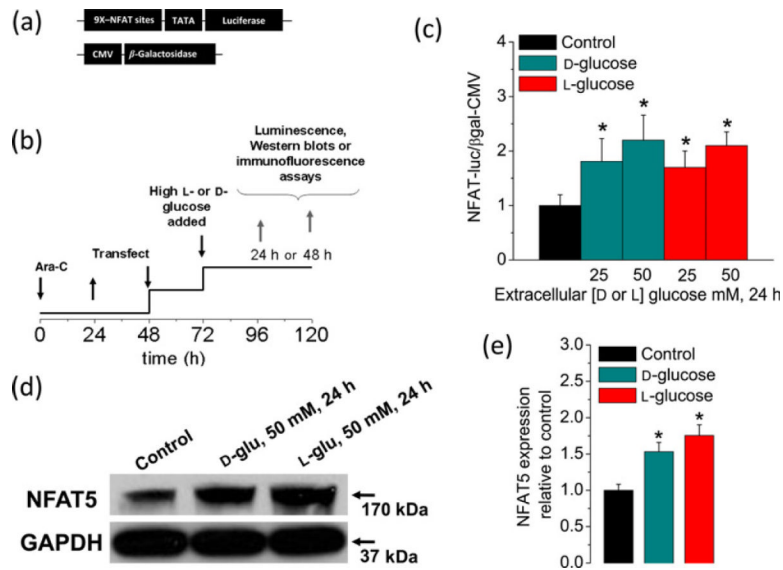 (a)
9X–NFAT sites TATA Luciferase
CMV β-Galactosidase
(b)
Luminescence,
Western blots or
immunofluorescence
assays
High L- or D-
glucose
added
Transfect
Ara-C
24 h or 48 h
0 24 48 72 96 120
time (h)
(c)
Control
D-glucose
L-glucose
NFAT-luc/βgal-CMV
4
3
2
1
0
* * * *
25 50 25 50
Extracellular [D or L] glucose mM, 24 h
(d)
Control
D-glu, 50 mM, 24 h
L-glu, 50 mM, 24 h
NFAT5
170 kDa
GAPDH
37 kDa
(e)
Control
D-glucose
L-glucose
NFAT5 expression
relative to control
3.0
2.5
2.0
1.5
1.0
0.5
0.0
* *